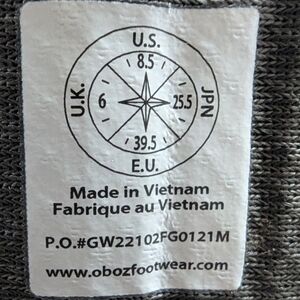 U.S.
8.5
U.K.
6
25.5
JPN
39.5
E.U.
Made in Vietnam
Fabrique au Vietnam
P.O.#GW22102FG0121M
www.obozfootwear.com